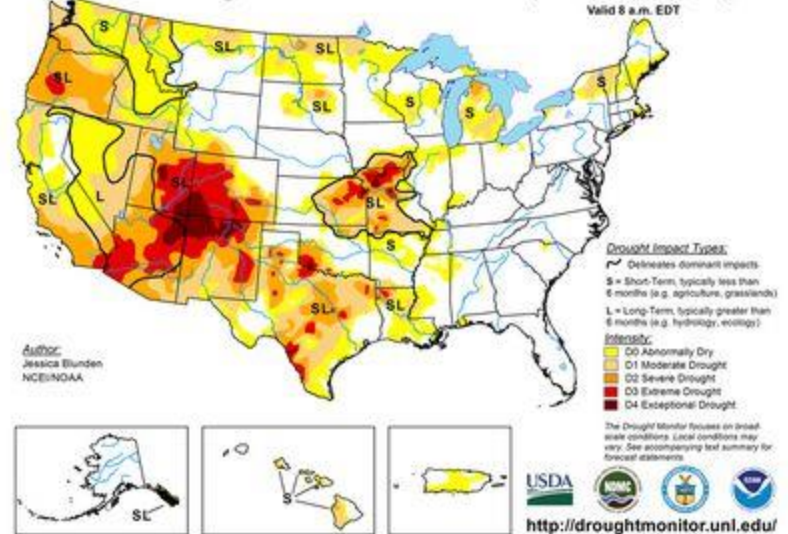 Valid 8 a.m. EDT
S
SL
SL
SL
SL
S
S
S
SL
L
SL
SL
S
SL
SL
Drought Impact Types:
Delineates dominant impacts
S = Short-Term, typically less than
6 months (e.g. agriculture, grasslands)
L = Long-Term, typically greater than
6 months (e.g. hydrology, ecology)
Intensity:
D0 Abnormally Dry
D1 Moderate Drought
D2 Severe Drought
D3 Extreme Drought
D4 Exceptional Drought
Author:
Jessica Blunden
NCEI/NOAA
The Drought Monitor focuses on broad-
scale conditions. Local conditions may
vary. See accompanying text summary for
forecast statements.
SL
S
USDA
NDMC
http://droughtmonitor.unl.edu/